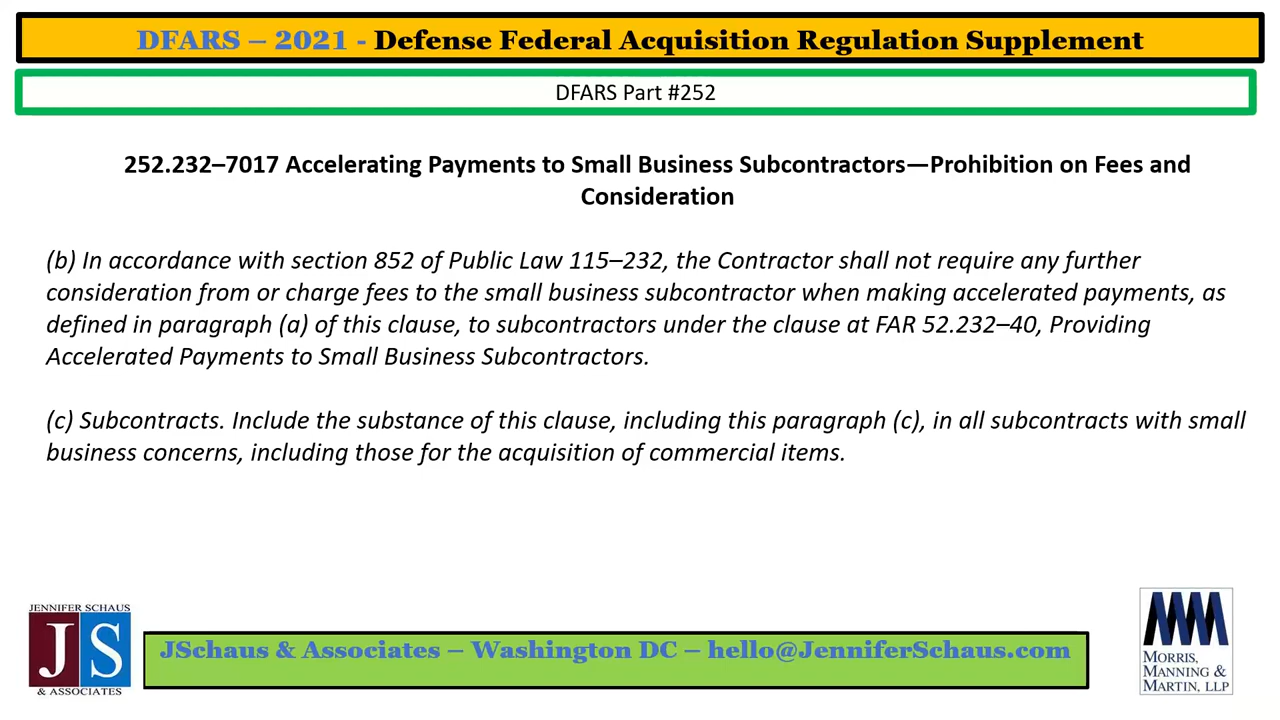 DFARS – 2021 - Defense Federal Acquisition Regulation Supplement
DFARS Part #252
252.232–7017 Accelerating Payments to Small Business Subcontractors—Prohibition on Fees and
Consideration
(b) In accordance with section 852 of Public Law 115–232, the Contractor shall not require any further
consideration from or charge fees to the small business subcontractor when making accelerated payments, as
defined in paragraph (a) of this clause, to subcontractors under the clause at FAR 52.232–40, Providing
Accelerated Payments to Small Business Subcontractors.
(c) Subcontracts. Include the substance of this clause, including this paragraph (c), in all subcontracts with small
business concerns, including those for the acquisition of commercial items.
JENNIFER SCHAUS
JS
& ASSOCIATES
JSchaus & Associates – Washington DC – hello@JenniferSchaus.com
MMM
MORRIS,
MANNING &
MARTIN, LLP